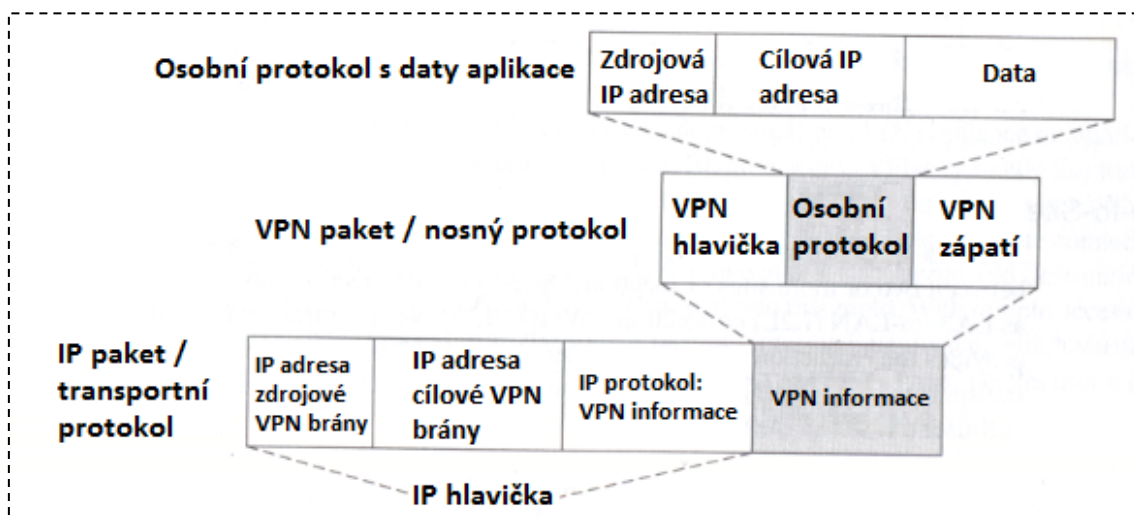 Osobní protokol s daty aplikace
Zdrojová
IP adresa
Cílová IP
adresa
Data
VPN paket / nosný protokol
VPN
hlavička
Osobní
protokol
VPN
zápatí
IP paket /
transportní
protokol
IP adresa
zdrojové
VPN brány
IP adresa
cílové VPN
brány
IP protokol:
VPN informace
VPN informace
IP hlavička